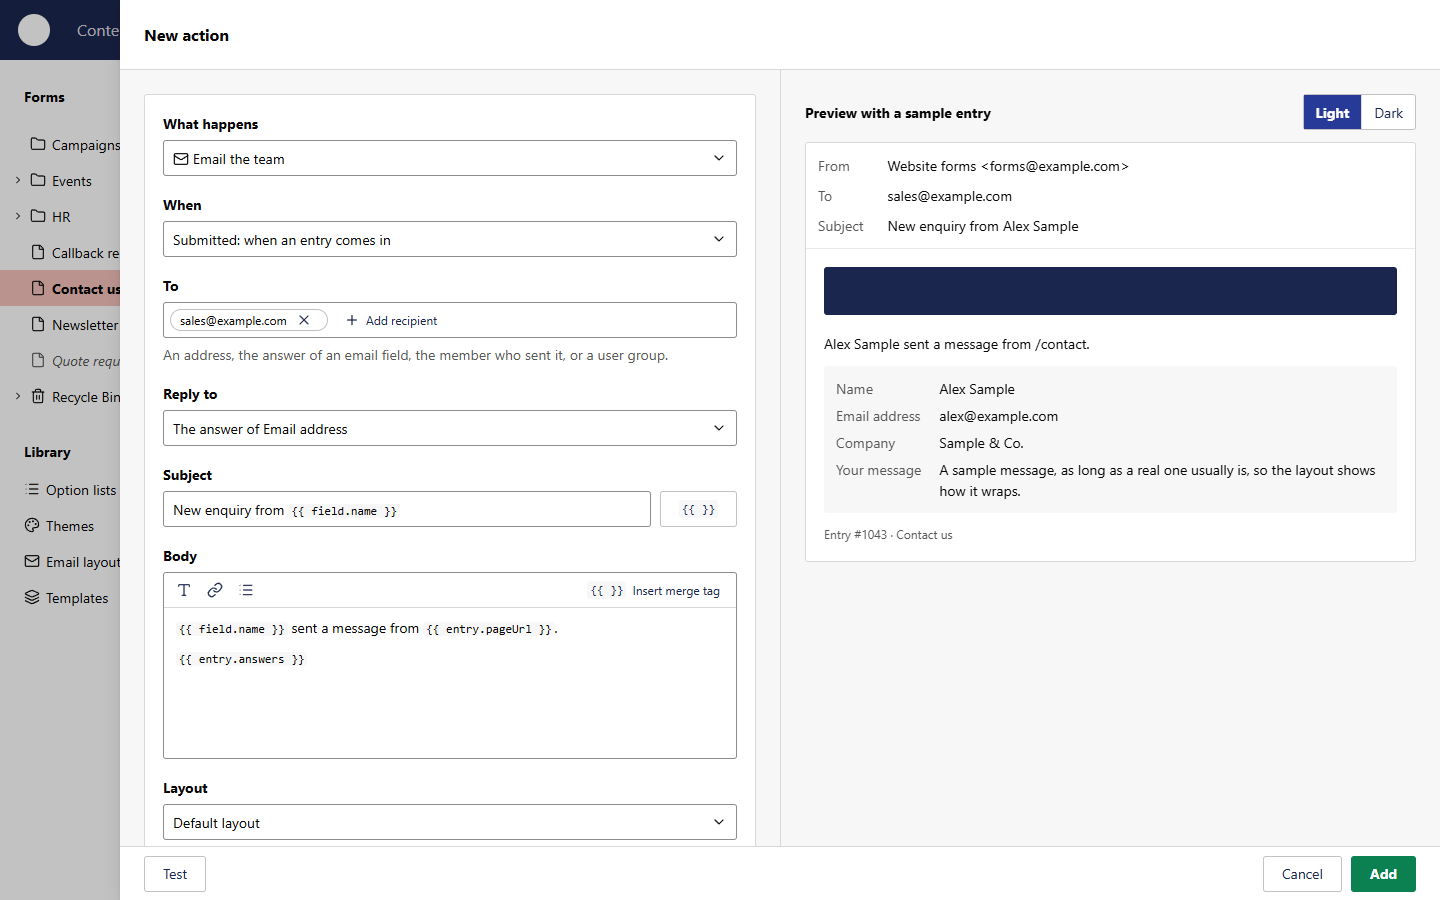 Conte
New action
Forms
Campaigns
Events
HR
Callback re
Contact us
Newsletter
Quote requ
Recycle Bin
Library
Option lists
Themes
Email layout
Templates
What happens
Email the team
When
Submitted: when an entry comes in
To
sales@example.com
Add recipient
An address, the answer of an email field, the member who sent it, or a user group.
Reply to
The answer of Email address
Subject
New enquiry from {{ field.name }}
{{ }}
Body
{{ }} Insert merge tag
{{ field.name }} sent a message from {{ entry.pageUrl }}.
{{ entry.answers }}
Layout
Default layout
Preview with a sample entry
Light
Dark
From Website forms <forms@example.com>
To sales@example.com
Subject New enquiry from Alex Sample
Alex Sample sent a message from /contact.
Name Alex Sample
Email address alex@example.com
Company Sample & Co.
Your message A sample message, as long as a real one usually is, so the layout shows
how it wraps.
Entry #1043 · Contact us
Test
Cancel
Add